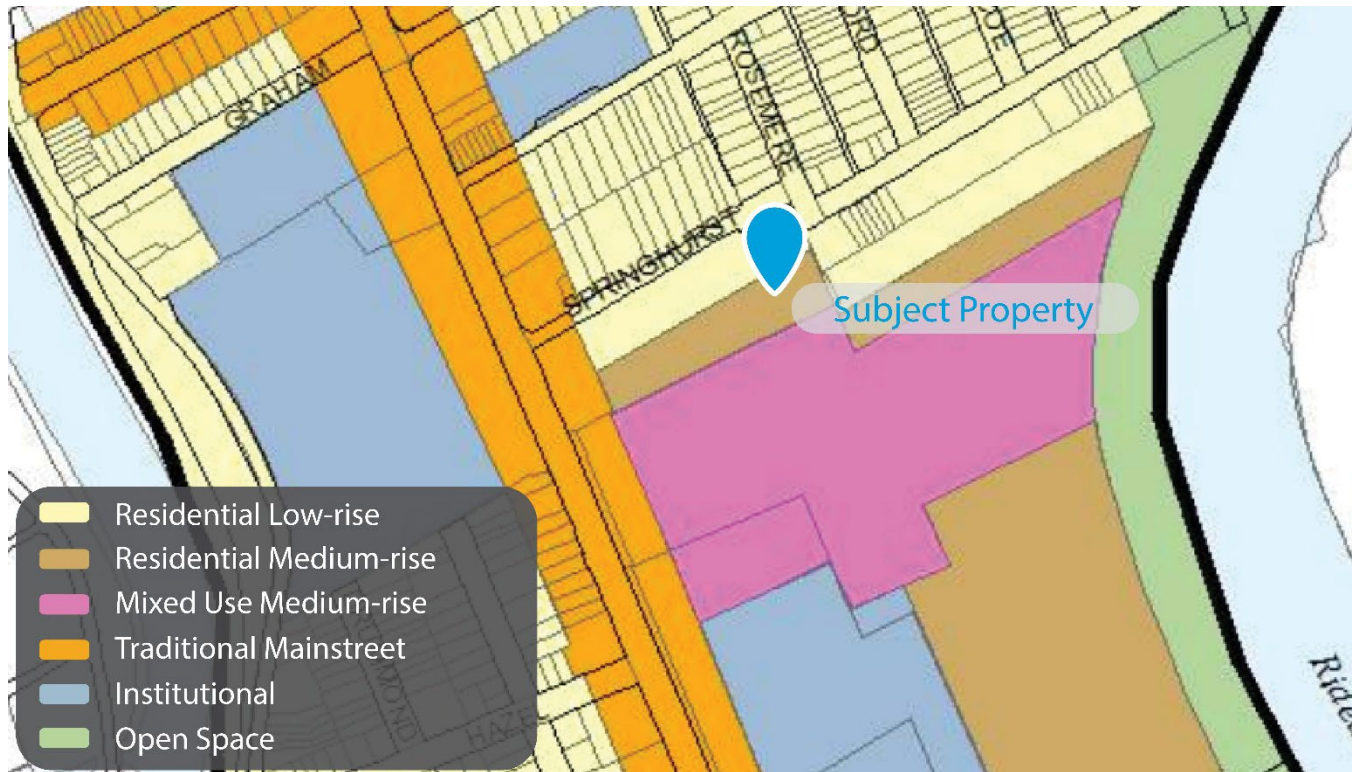 GRAHAM
ROSEMERE
SPRINGHURST
Subject Property
Residential Low-rise
Residential Medium-rise
Mixed Use Medium-rise
Traditional Mainstreet
Institutional
Open Space